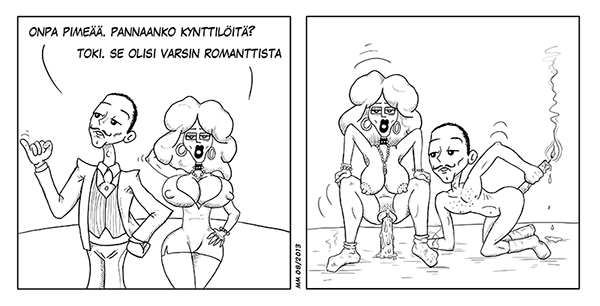 ONPA PIMEÄÄ. PANNAANKO KYNTTILÖITÄ?
TOKI. SE OLISI VARSIN ROMANTTISTA
MM 08/2013